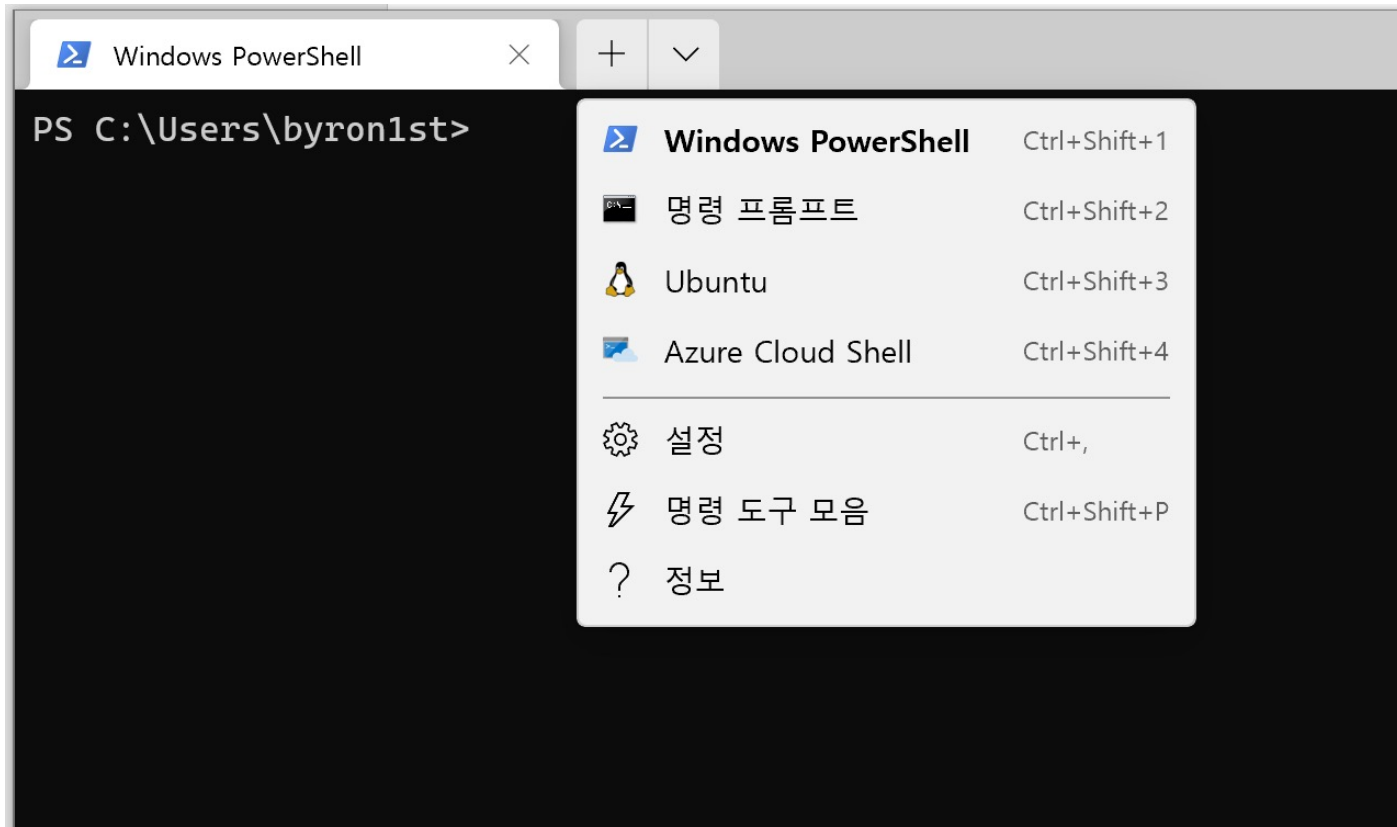 Windows PowerShell
PS C:\Users\byron1st>
Windows PowerShell Ctrl+Shift+1
명령 프롬프트 Ctrl+Shift+2
Ubuntu Ctrl+Shift+3
Azure Cloud Shell Ctrl+Shift+4
설정 Ctrl+,
명령 도구 모음 Ctrl+Shift+P
정보